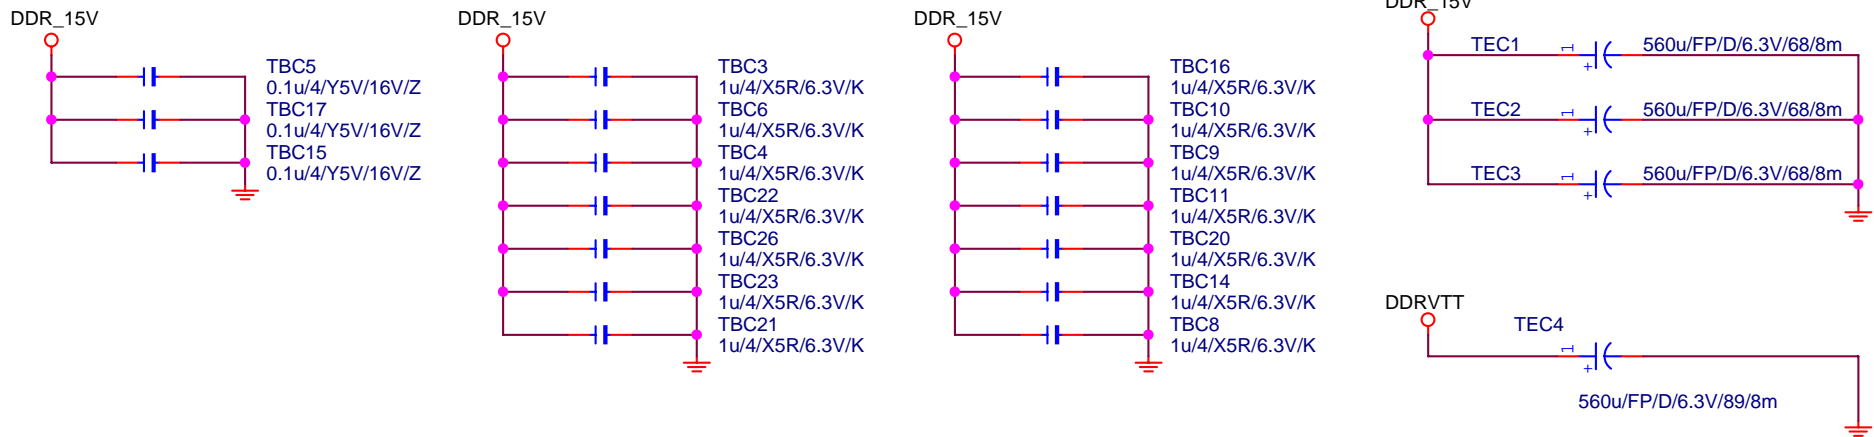 DDR_15V
TBC5
0.1u/4/Y5V/16V/Z
TBC17
0.1u/4/Y5V/16V/Z
TBC15
0.1u/4/Y5V/16V/Z
DDR_15V
TBC3
1u/4/X5R/6.3V/K
TBC6
1u/4/X5R/6.3V/K
TBC4
1u/4/X5R/6.3V/K
TBC22
1u/4/X5R/6.3V/K
TBC26
1u/4/X5R/6.3V/K
TBC23
1u/4/X5R/6.3V/K
TBC21
1u/4/X5R/6.3V/K
DDR_15V
TBC16
1u/4/X5R/6.3V/K
TBC10
1u/4/X5R/6.3V/K
TBC9
1u/4/X5R/6.3V/K
TBC11
1u/4/X5R/6.3V/K
TBC20
1u/4/X5R/6.3V/K
TBC14
1u/4/X5R/6.3V/K
TBC8
1u/4/X5R/6.3V/K
DDR_15V
TEC1 1 + 560u/FP/D/6.3V/68/8m
TEC2 1 + 560u/FP/D/6.3V/68/8m
TEC3 1 + 560u/FP/D/6.3V/68/8m
DDRVTT
TEC4
1 +
560u/FP/D/6.3V/89/8m